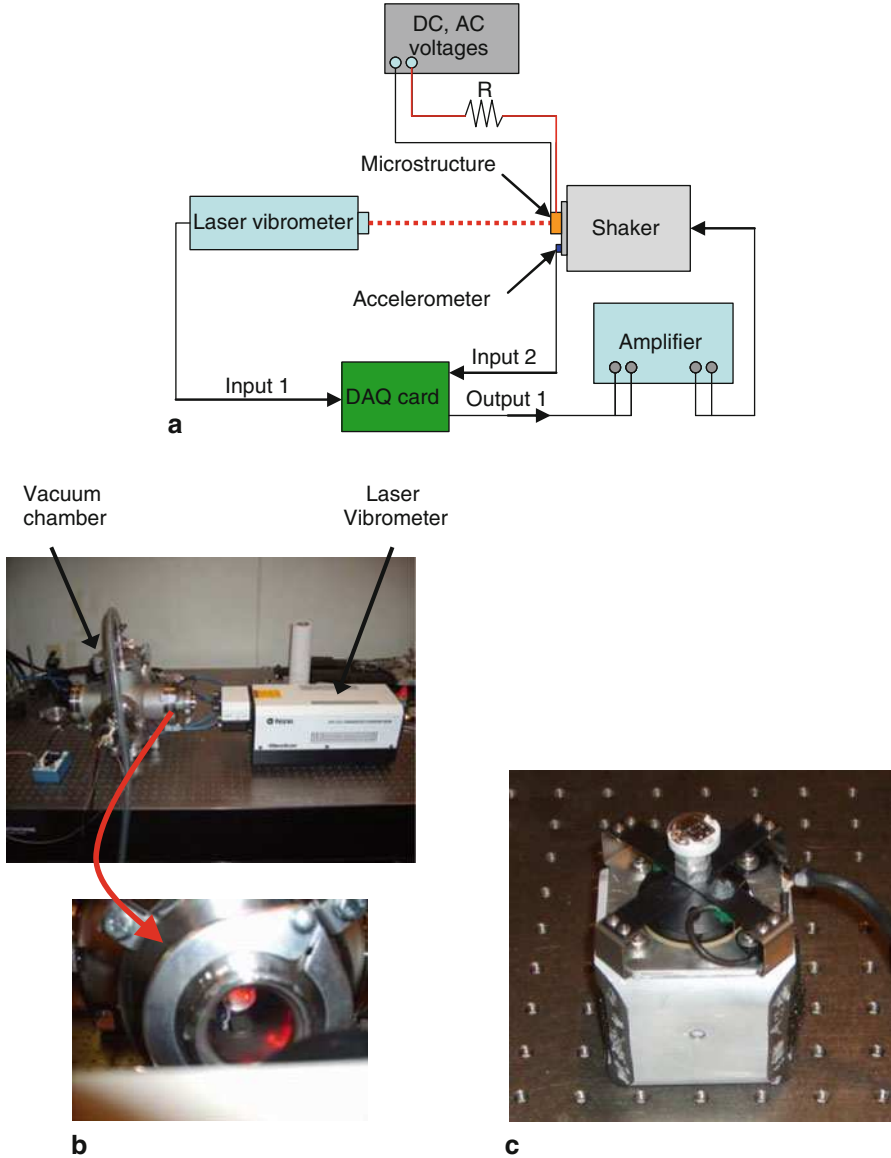 DC, AC
voltages
R
Microstructure
Laser vibrometer
Shaker
Accelerometer
Amplifier
Input 2
Input 1
DAQ card
Output 1
a
Vacuum
chamber
Laser
Vibrometer
b
c